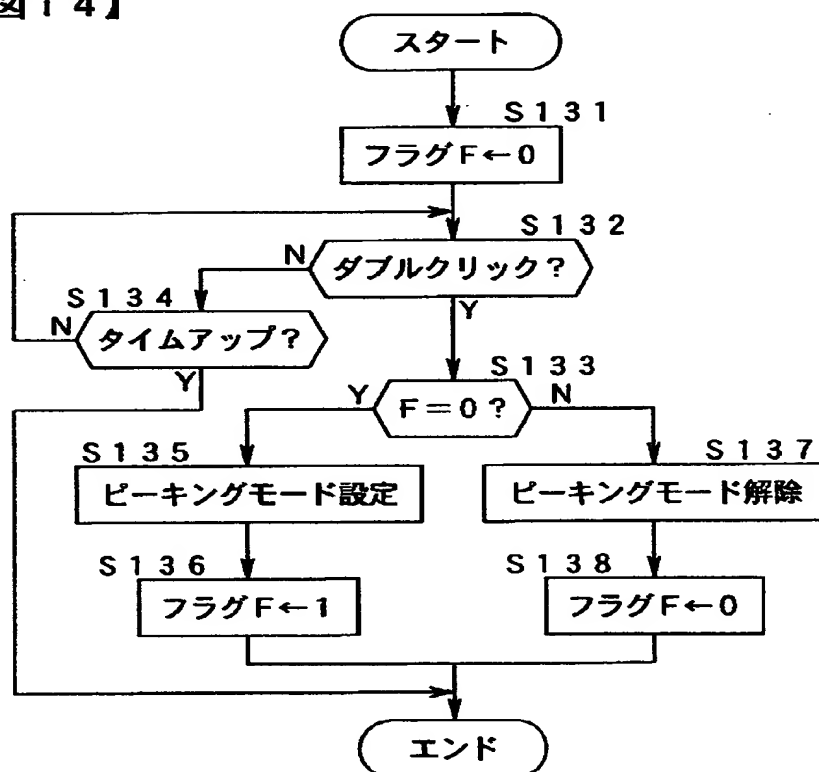 図14】
スタート
S131
フラグF←0
S132
ダブルクリック?
N
Y
S134
タイムアップ?
N
Y
S133
F=0?
Y
N
S135
ピーキングモード設定
S137
ピーキングモード解除
S136
フラグF←1
S138
フラグF←0
エンド